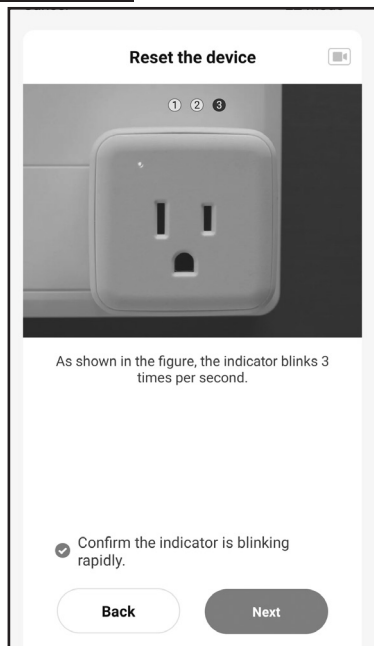 Reset the device
1 2 3
As shown in the figure, the indicator blinks 3
times per second.
Confirm the indicator is blinking
rapidly.
Back
Next